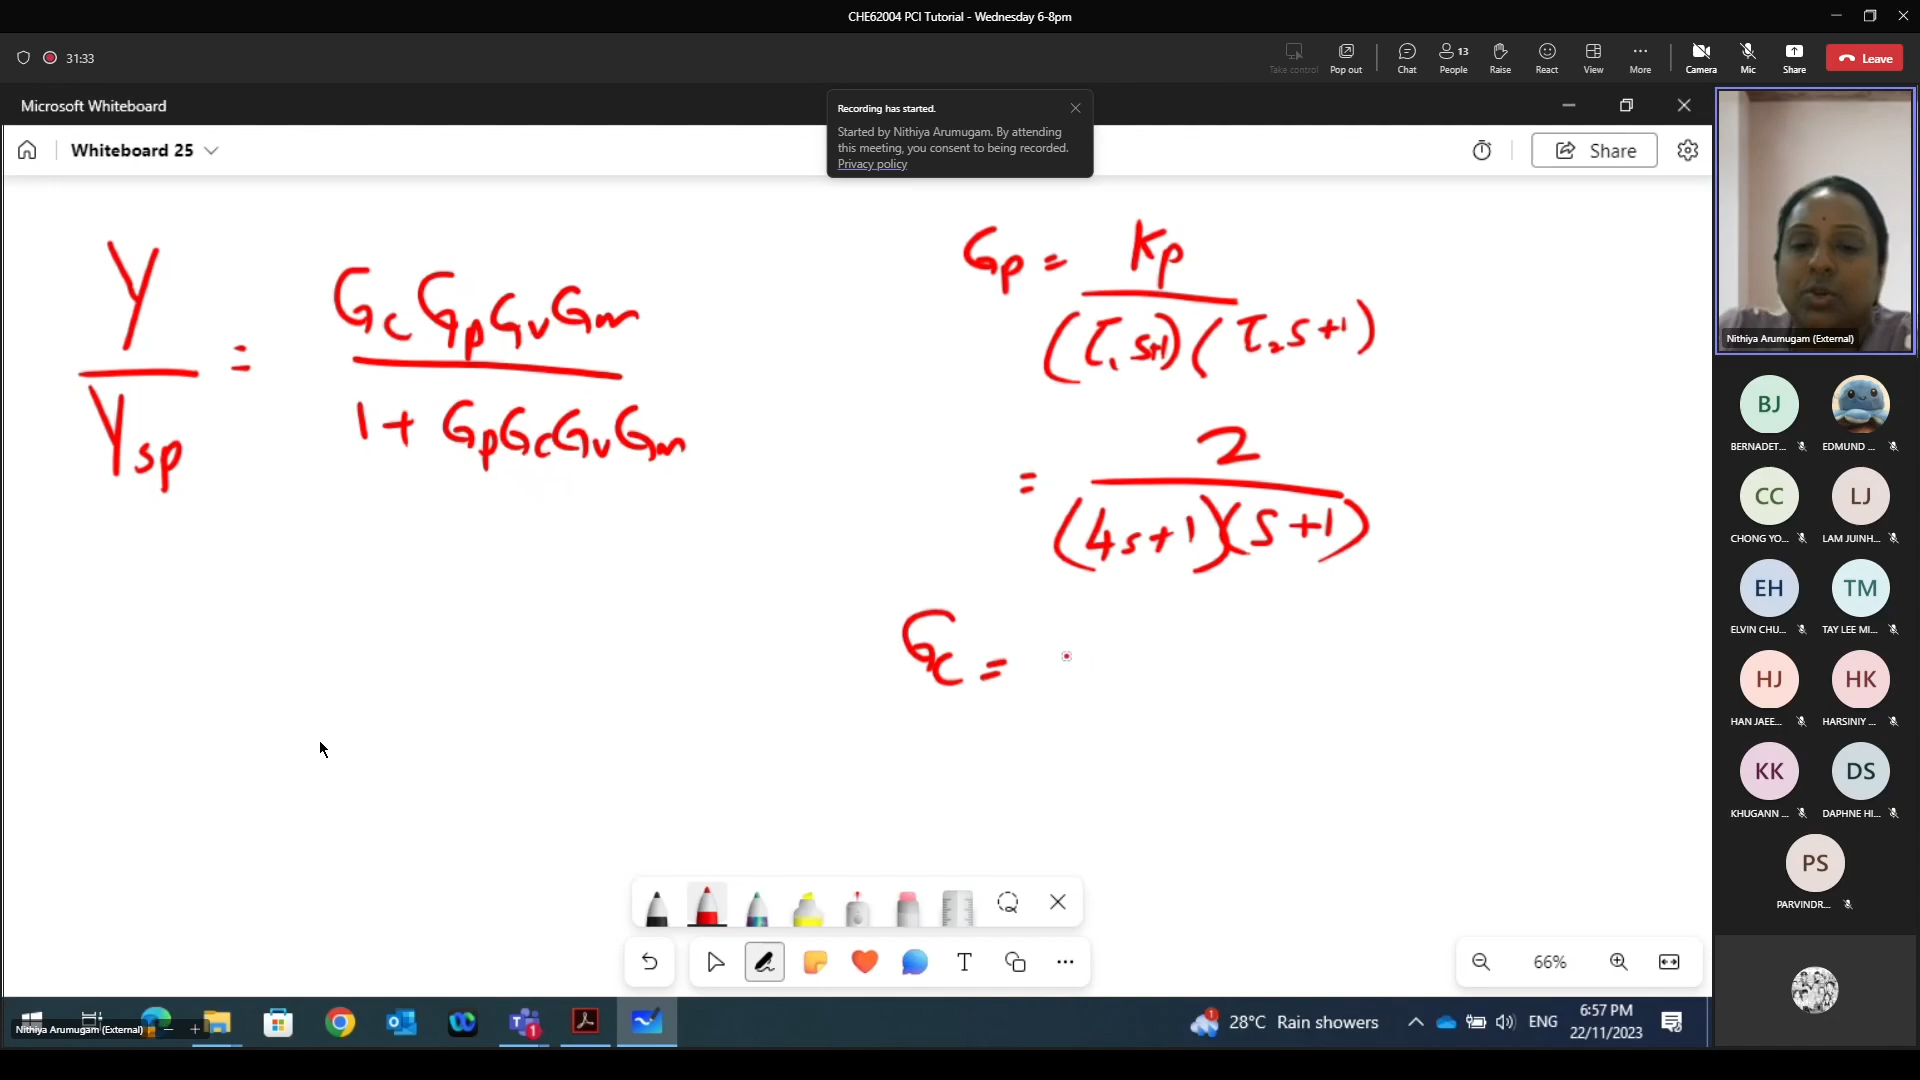 CHE62004 PCI Tutorial - Wednesday 6-8pm
31:33
Take control
Pop out
Chat
13
People
Raise
React
View
More
Camera
Mic
Share
Leave
Microsoft Whiteboard
Recording has started.
Started by Nithiya Arumugam. By attending
this meeting, you consent to being recorded.
Privacy policy
Whiteboard 25
Share
Y
Ysp
=
GcGpGvGm
1 + GpGcGvGm
Gp = Kp
(τ1 s+1) (τ2s+1)
= 2
(4s+1)(s+1)
Gc =
Nithiya Arumugam (External)
BJ
BERNADET...
EDMUND ...
CC
CHONG YO...
LJ
LAM JUINH...
EH
ELVIN CHU...
TM
TAY LEE MI...
HJ
HAN JAEE...
HK
HARSINIY ...
KK
KHUGANN ...
DS
DAPHNE HI...
PS
PARVINDR...
T
66%
Nithiya Arumugam (External)
1
1
28°C Rain showers
ENG
6:57 PM
22/11/2023